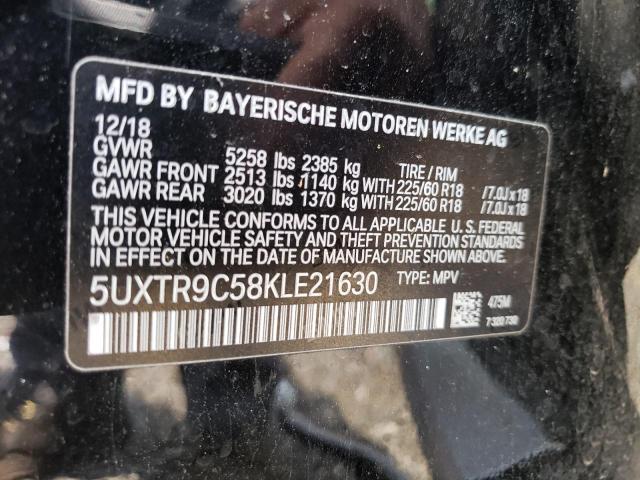 MFD BY BAYERISCHE MOTOREN WERKE AG
12/18
GVWR 5258 lbs 2385 kg TIRE / RIM
GAWR FRONT 2513 lbs 1140 kg WITH 225/60 R18 /7.0J x 18
GAWR REAR 3020 lbs 1370 kg WITH 225/60 R18 /7.0J x 18
THIS VEHICLE CONFORMS TO ALL APPLICABLE U. S. FEDERAL
MOTOR VEHICLE SAFETY AND THEFT PREVENTION STANDARDS
IN EFFECT ON THE DATE OF MANUFACTURE SHOWN ABOVE.
5UXTR9C58KLE21630 TYPE: MPV
475M